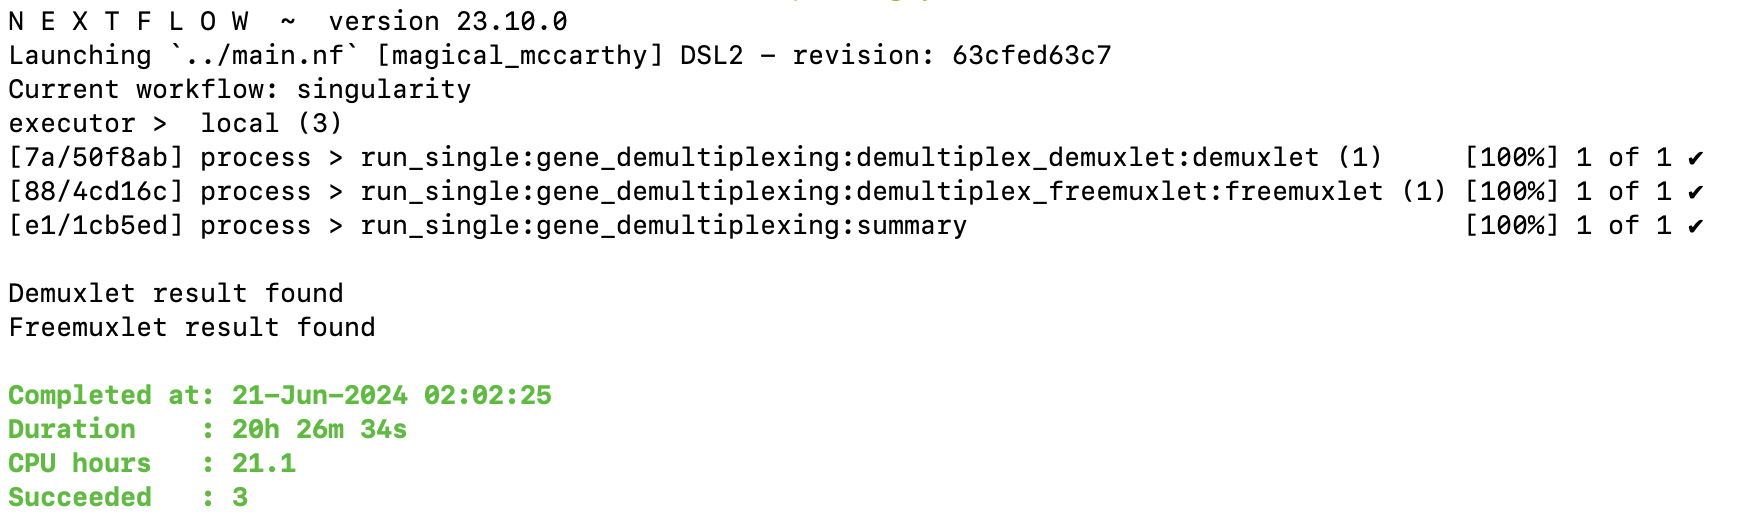 N E X T F L O W  ~  version 23.10.0
Launching `../main.nf` [magical_mccarthy] DSL2 - revision: 63cfed63c7
Current workflow: singularity
executor >  local (3)
[7a/50f8ab] process > run_single:gene_demultiplexing:demultiplex_demuxlet:demuxlet (1)     [100%] 1 of 1 ✔
[88/4cd16c] process > run_single:gene_demultiplexing:demultiplex_freemuxlet:freemuxlet (1) [100%] 1 of 1 ✔
[e1/1cb5ed] process > run_single:gene_demultiplexing:summary                               [100%] 1 of 1 ✔
Demuxlet result found
Freemuxlet result found
Completed at: 21-Jun-2024 02:02:25
Duration    : 20h 26m 34s
CPU hours   : 21.1
Succeeded   : 3